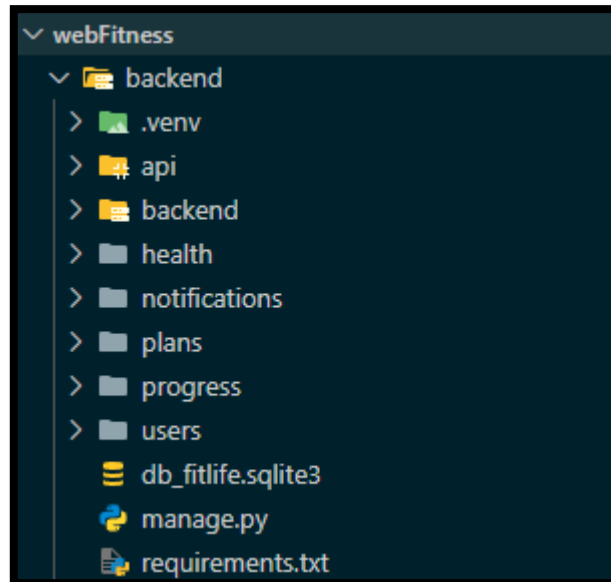 webFitness
backend
.venv
api
backend
health
notifications
plans
progress
users
db_fitlife.sqlite3
manage.py
requirements.txt